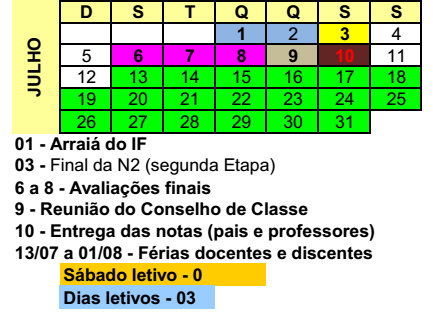 JULHO
D S T Q Q S S
1 2 3 4
5 6 7 8 9 10 11
12 13 14 15 16 17 18
19 20 21 22 23 24 25
26 27 28 29 30 31
01 - Arraiá do IF
03 - Final da N2 (segunda Etapa)
6 a 8 - Avaliações finais
9 - Reunião do Conselho de Classe
10 - Entrega das notas (pais e professores)
13/07 a 01/08 - Férias docentes e discentes
Sábado letivo - 0
Dias letivos - 03